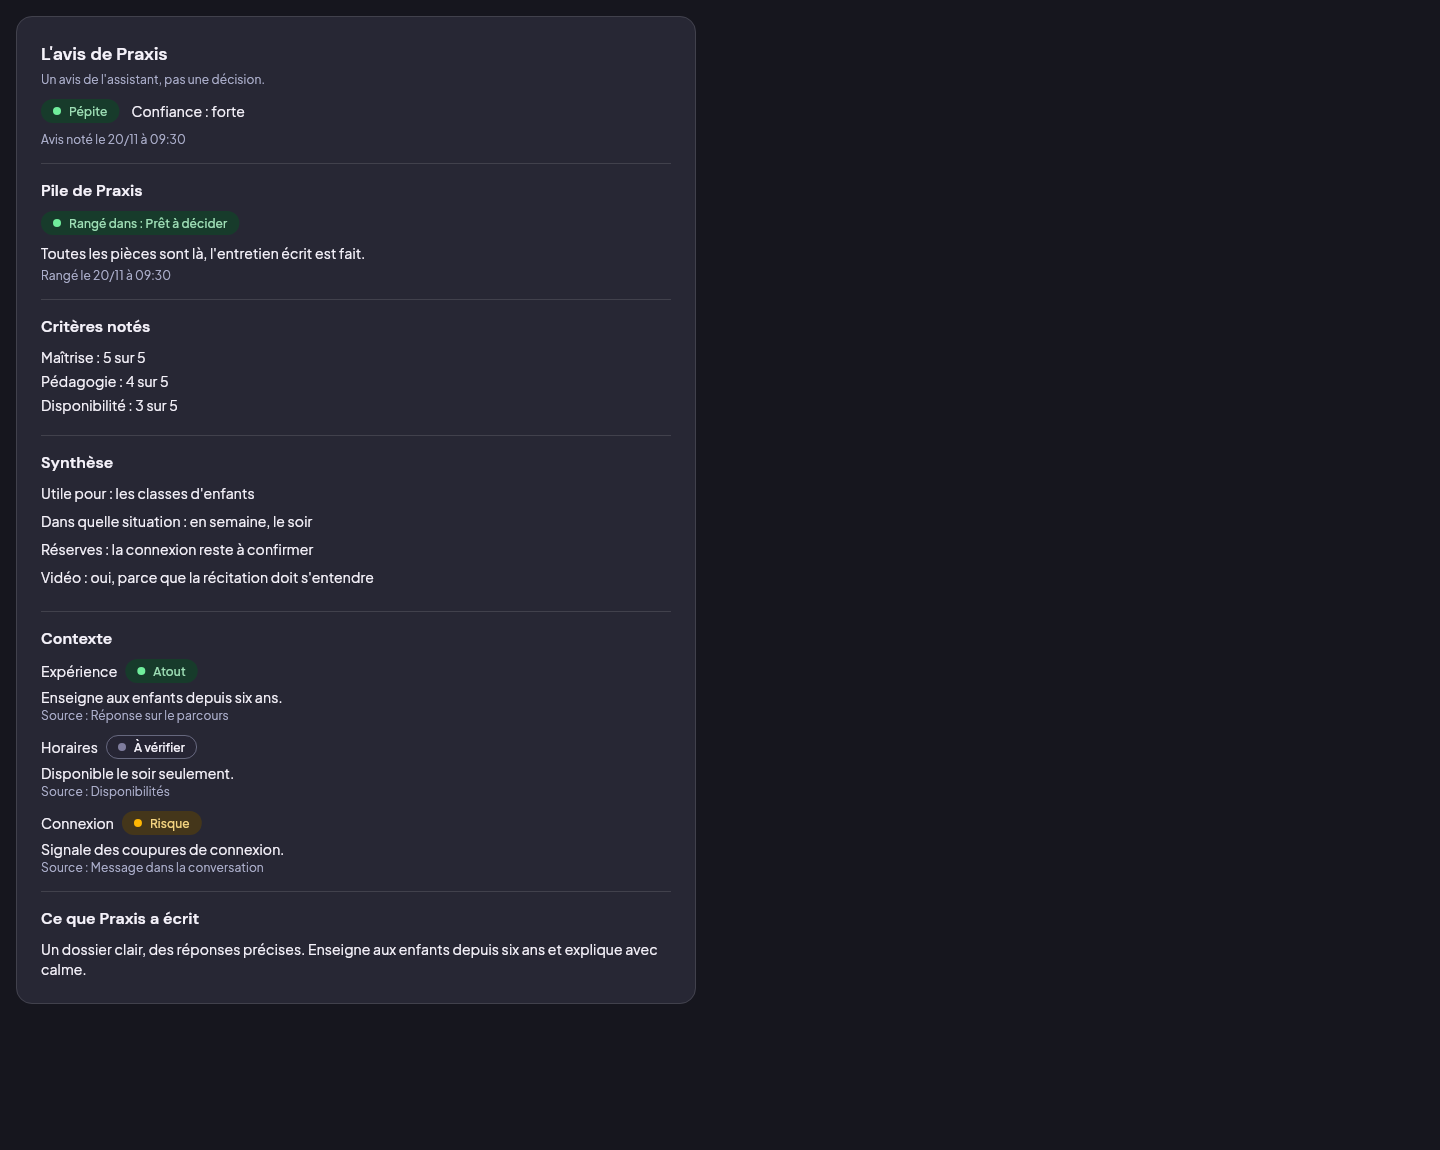 L'avis de Praxis
Un avis de l'assistant, pas une décision.
Pépite Confiance : forte
Avis noté le 20/11 à 09:30
Pile de Praxis
Rangé dans : Prêt à décider
Toutes les pièces sont là, l'entretien écrit est fait.
Rangé le 20/11 à 09:30
Critères notés
Maîtrise : 5 sur 5
Pédagogie : 4 sur 5
Disponibilité : 3 sur 5
Synthèse
Utile pour : les classes d'enfants
Dans quelle situation : en semaine, le soir
Réserves : la connexion reste à confirmer
Vidéo : oui, parce que la récitation doit s'entendre
Contexte
Expérience Atout
Enseigne aux enfants depuis six ans.
Source : Réponse sur le parcours
Horaires À vérifier
Disponible le soir seulement.
Source : Disponibilités
Connexion Risque
Signale des coupures de connexion.
Source : Message dans la conversation
Ce que Praxis a écrit
Un dossier clair, des réponses précises. Enseigne aux enfants depuis six ans et explique avec
calme.